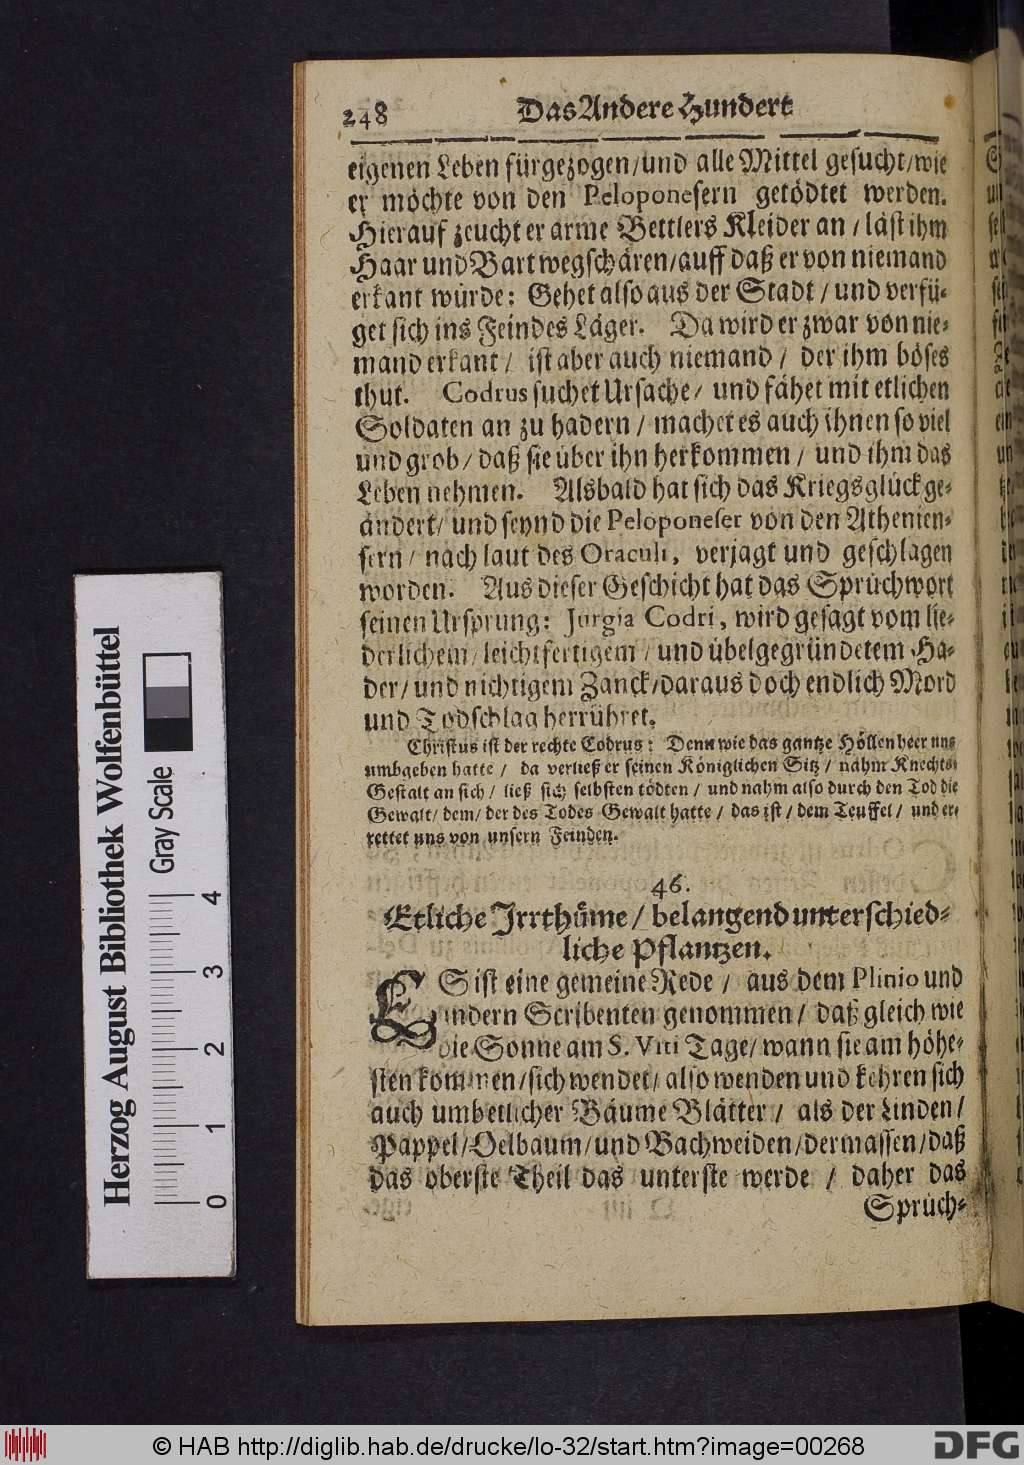 248 Das Andere Hundert
eigenen Leben fürgezogen/und alle Mittel gesucht/wie
er möchte von den Peloponesern getödtet werden.
Hierauf zeucht er arme Bettlers Kleider an / läst ihm
Haar und Bart wegschären/auff daß er von niemand
erkant würde: Gehet also aus der Stadt / und verfü-
get sich ins Feindes Läger. Da wird er zwar von nie-
mand erkant / ist aber auch niemand / der ihm böses
thut. Codrus suchet Ursache / und fähet mit etlichen
Soldaten an zu hadern / machet es auch ihnen so viel
und grob / daß sie über ihn herkommen / und ihm das
Leben nehmen. Alsbald hat sich das Kriegsglück ge-
ändert/ und seynd die Peloponeser von den Athenien-
sern / nach laut des Oraculi, verjagt und geschlagen
worden. Aus dieser Geschicht hat das Sprüchwort
seinen Ursprung: Jurgia Codri, wird gesagt vom lie-
derlichem/ leichtfertigem / und übelgegründetem Ha-
der/ und nichtigem Zanck/daraus doch endlich Mord
und Todschlag herrühret.
Christus ist der rechte Codrus: Denn wie das gantze Höllenheer uns
umbgeben hatte / da verließ er seinen Königlichen Sitz / nahm Knechts-
Gestalt an sich / ließ sich selbsten tödten / und nahm also durch den Tod die
Gewalt/ dem/ der des Todes Gewalt hatte / das ist / dem Teuffel / und er-
rettet uns von unsern Feinden.
46.
Etliche Jrrthüme / belangend unterschied-
liche Pflantzen.
ES ist eine gemeine Rede / aus dem Plinio und
andern Scribenten genommen / daß gleich wie
die Sonne am S. Viti Tage/ wann sie am höhe-
sten kommen /sich wendet/ also wenden und kehren sich
auch umbetlicher Bäume Blätter / als der Linden/
Pappel/Oelbaum/und Bachweiden/dermassen/daß
das oberste Theil das unterste werde / daher das
Sprüch-
Herzog August Bibliothek Wolfenbüttel
Gray Scale
0 1 2 3 4
© HAB http://diglib.hab.de/drucke/lo-32/start.htm?image=00268
DFG